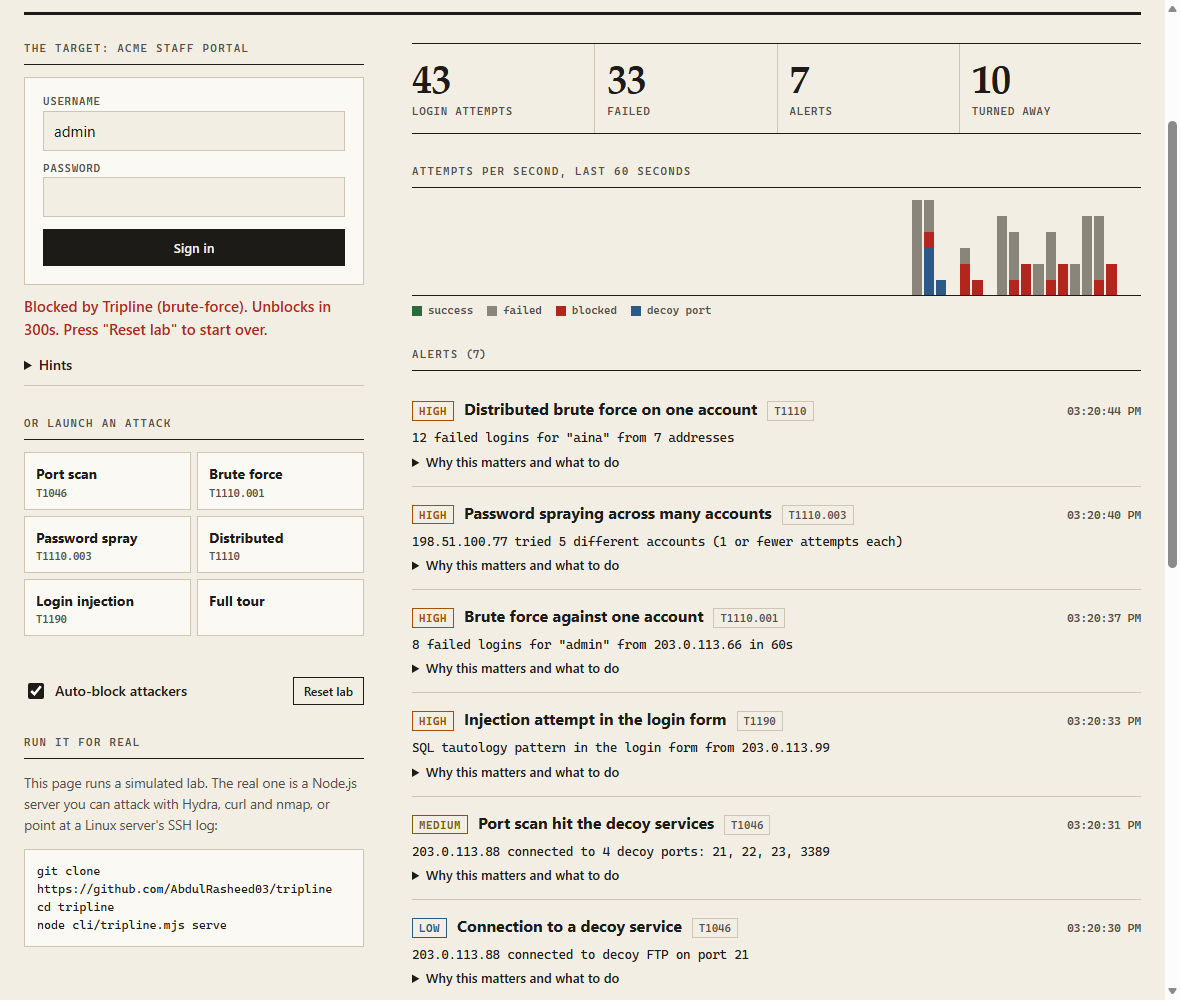 THE TARGET: ACME STAFF PORTAL
USERNAME
admin
PASSWORD
Sign in
Blocked by Tripline (brute-force). Unblocks in
300s. Press "Reset lab" to start over.
Hints
OR LAUNCH AN ATTACK
Port scan
T1046
Brute force
T1110.001
Password spray
T1110.003
Distributed
T1110
Login injection
T1190
Full tour
Auto-block attackers
Reset lab
RUN IT FOR REAL
This page runs a simulated lab. The real one is a Node.js
server you can attack with Hydra, curl and nmap, or
point at a Linux server's SSH log:
git clone
https://github.com/AbdulRasheed03/tripline
cd tripline
node cli/tripline.mjs serve
43
LOGIN ATTEMPTS
33
FAILED
7
ALERTS
10
TURNED AWAY
ATTEMPTS PER SECOND, LAST 60 SECONDS
success failed blocked decoy port
ALERTS (7)
HIGH Distributed brute force on one account T1110 03:20:44 PM
12 failed logins for "aina" from 7 addresses
Why this matters and what to do
HIGH Password spraying across many accounts T1110.003 03:20:40 PM
198.51.100.77 tried 5 different accounts (1 or fewer attempts each)
Why this matters and what to do
HIGH Brute force against one account T1110.001 03:20:37 PM
8 failed logins for "admin" from 203.0.113.66 in 60s
Why this matters and what to do
HIGH Injection attempt in the login form T1190 03:20:33 PM
SQL tautology pattern in the login form from 203.0.113.99
Why this matters and what to do
MEDIUM Port scan hit the decoy services T1046 03:20:31 PM
203.0.113.88 connected to 4 decoy ports: 21, 22, 23, 3389
Why this matters and what to do
LOW Connection to a decoy service T1046 03:20:30 PM
203.0.113.88 connected to decoy FTP on port 21
Why this matters and what to do